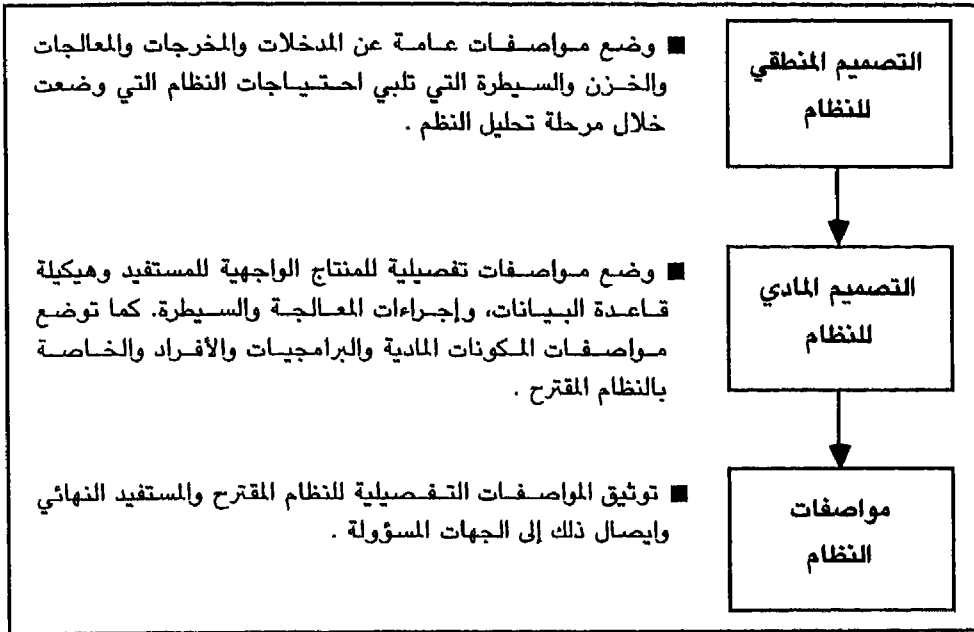 التصميم المنطقي
للنظام
■ وضع مواصفات عامة عن المدخلات والمخرجات والمعالجات
والخزن والسيطرة التي تلبي احتياجات النظام التي وضعت
خلال مرحلة تحليل النظم .
التصميم المادي
للنظام
■ وضع مواصفات تفصيلية للمنتاج الواجهية للمستفيد وهيكيلة
قاعدة البيانات، وإجراءات المعالجة والسيطرة. كما توضع
مواصفات المكونات المادية والبرامجيات والأفراد والخاصة
بالنظام المقترح .
مواصفات
النظام
■ توثيق المواصفات التفصيلية للنظام المقترح والمستفيد النهائي
وايصال ذلك إلى الجهات المسؤولة .